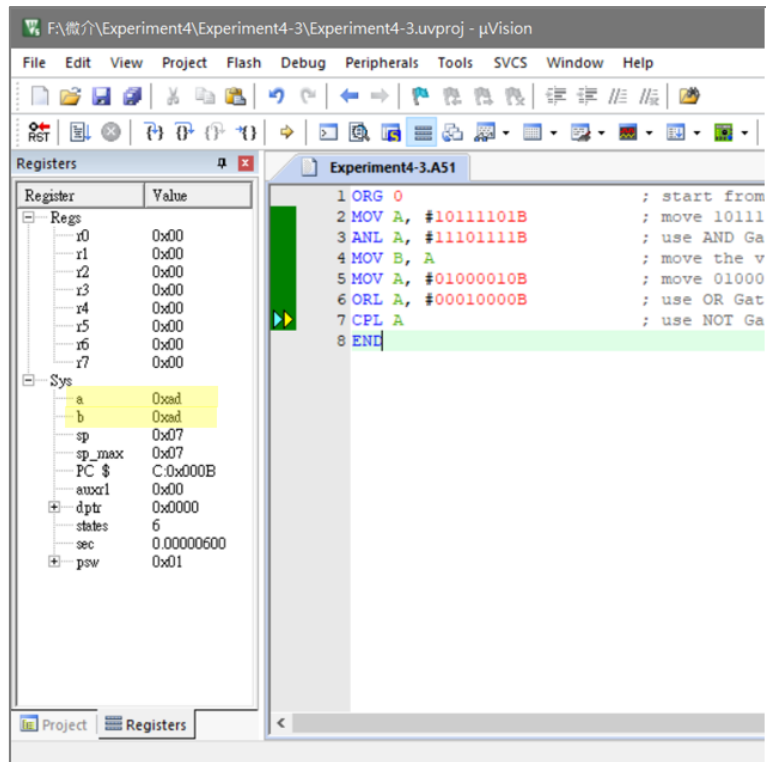 F:\微介\Experiment4\Experiment4-3\Experiment4-3.uvproj - µVision
File Edit View Project Flash Debug Peripherals Tools SVCS Window Help
RST
Registers
Register Value
Regs
r0 0x00
r1 0x00
r2 0x00
r3 0x00
r4 0x00
r5 0x00
r6 0x00
r7 0x00
Sys
a 0xad
b 0xad
sp 0x07
sp_max 0x07
PC $ C:0x000B
auxr1 0x00
dptr 0x0000
states 6
sec 0.00000600
psw 0x01
Project Registers
Experiment4-3.A51
1 ORG 0 ; start from
2 MOV A, #10111101B ; move 10111
3 ANL A, #11101111B ; use AND Ga
4 MOV B, A ; move the v
5 MOV A, #01000010B ; move 01000
6 ORL A, #00010000B ; use OR Gat
7 CPL A ; use NOT Ga
8 END